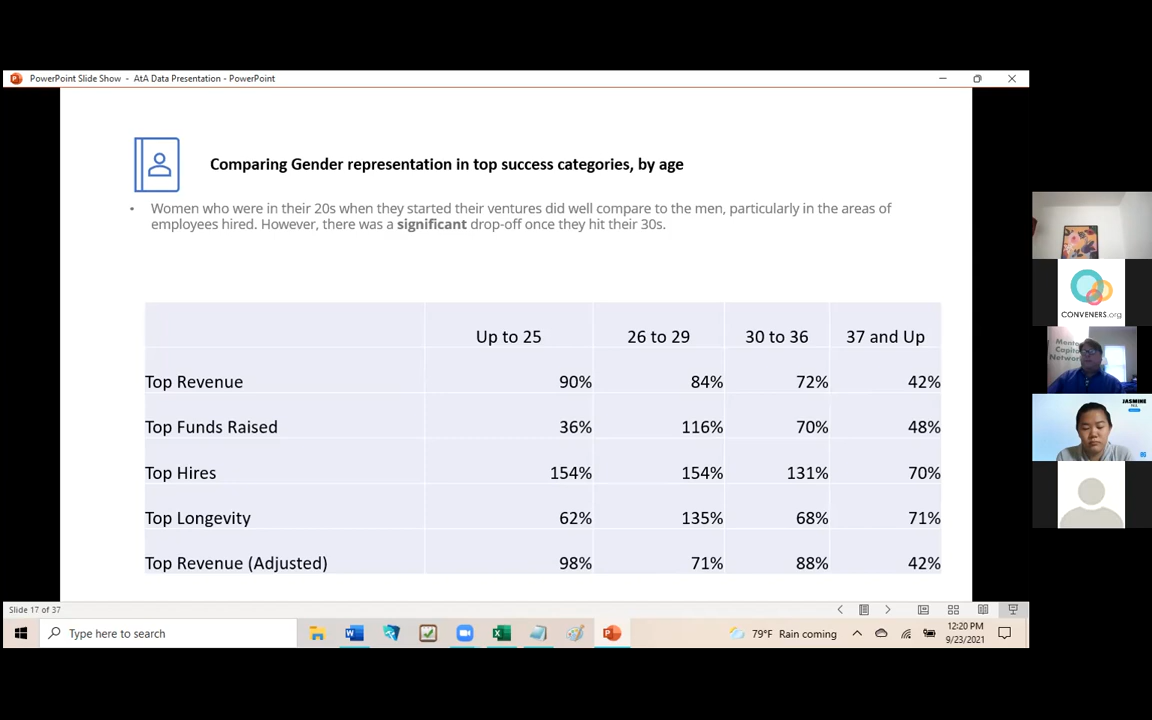 PowerPoint Slide Show - AtA Data Presentation - PowerPoint
Comparing Gender representation in top success categories, by age
• Women who were in their 20s when they started their ventures did well compare to the men, particularly in the areas of
employees hired. However, there was a significant drop-off once they hit their 30s.
Up to 25 26 to 29 30 to 36 37 and Up
Top Revenue 90% 84% 72% 42%
Top Funds Raised 36% 116% 70% 48%
Top Hires 154% 154% 131% 70%
Top Longevity 62% 135% 68% 71%
Top Revenue (Adjusted) 98% 71% 88% 42%
CONVENERS.org
Mente
Capit
Netwo
JASMINE
Slide 17 of 37
Type here to search
79°F Rain coming
12:20 PM
9/23/2021